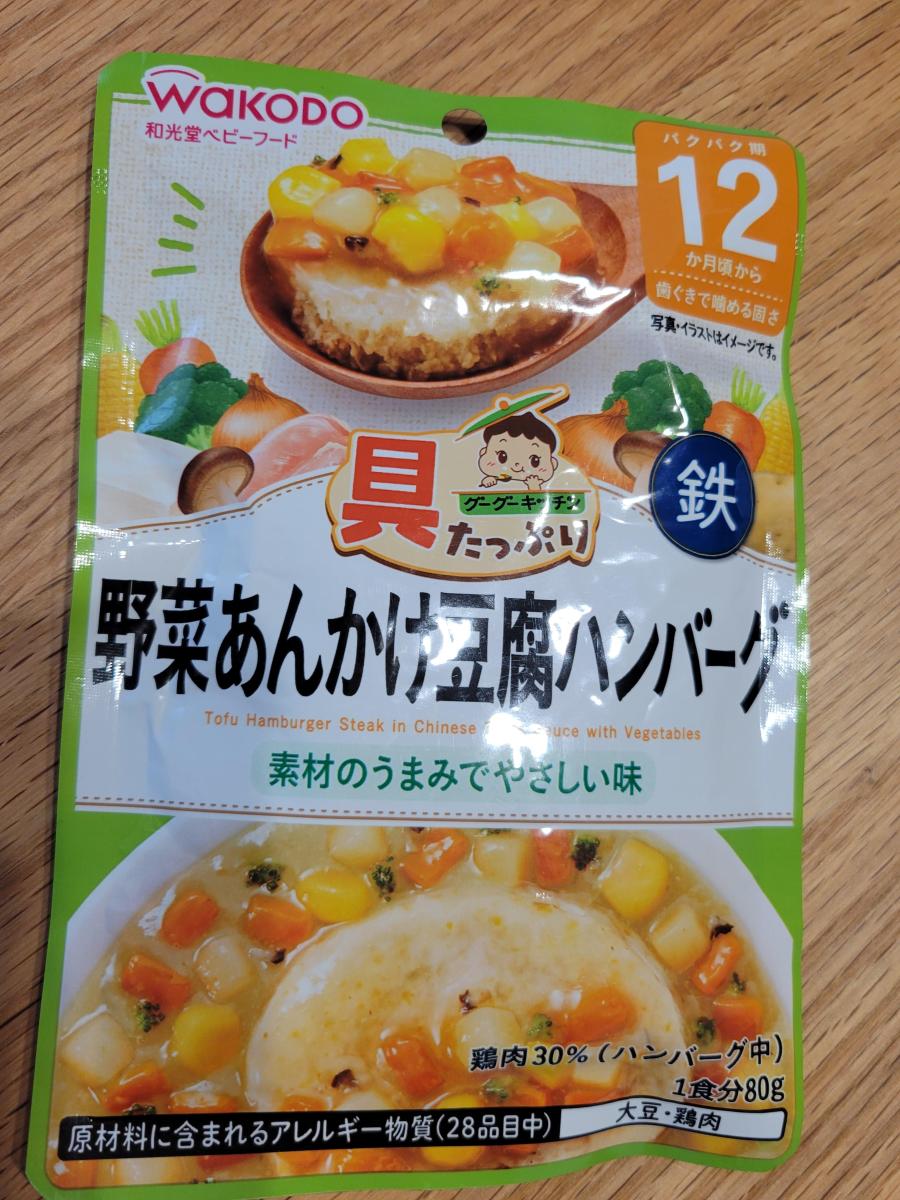 WaKODO
和光堂ベビーフード
パクパク期
12
か月頃から
歯ぐきで噛める固さ
写真・イラストはイメージです。
具
たっぷり
グーグーキッチン
鉄
野菜あんかけ豆腐ハンバーグ
Tofu Hamburger Steak in Chinese with Vegetables
素材のうまみでやさしい味
鶏肉30%(ハンバーグ中)
1食分80g
原材料に含まれるアレルギー物質(28品目中) 大豆・鶏肉